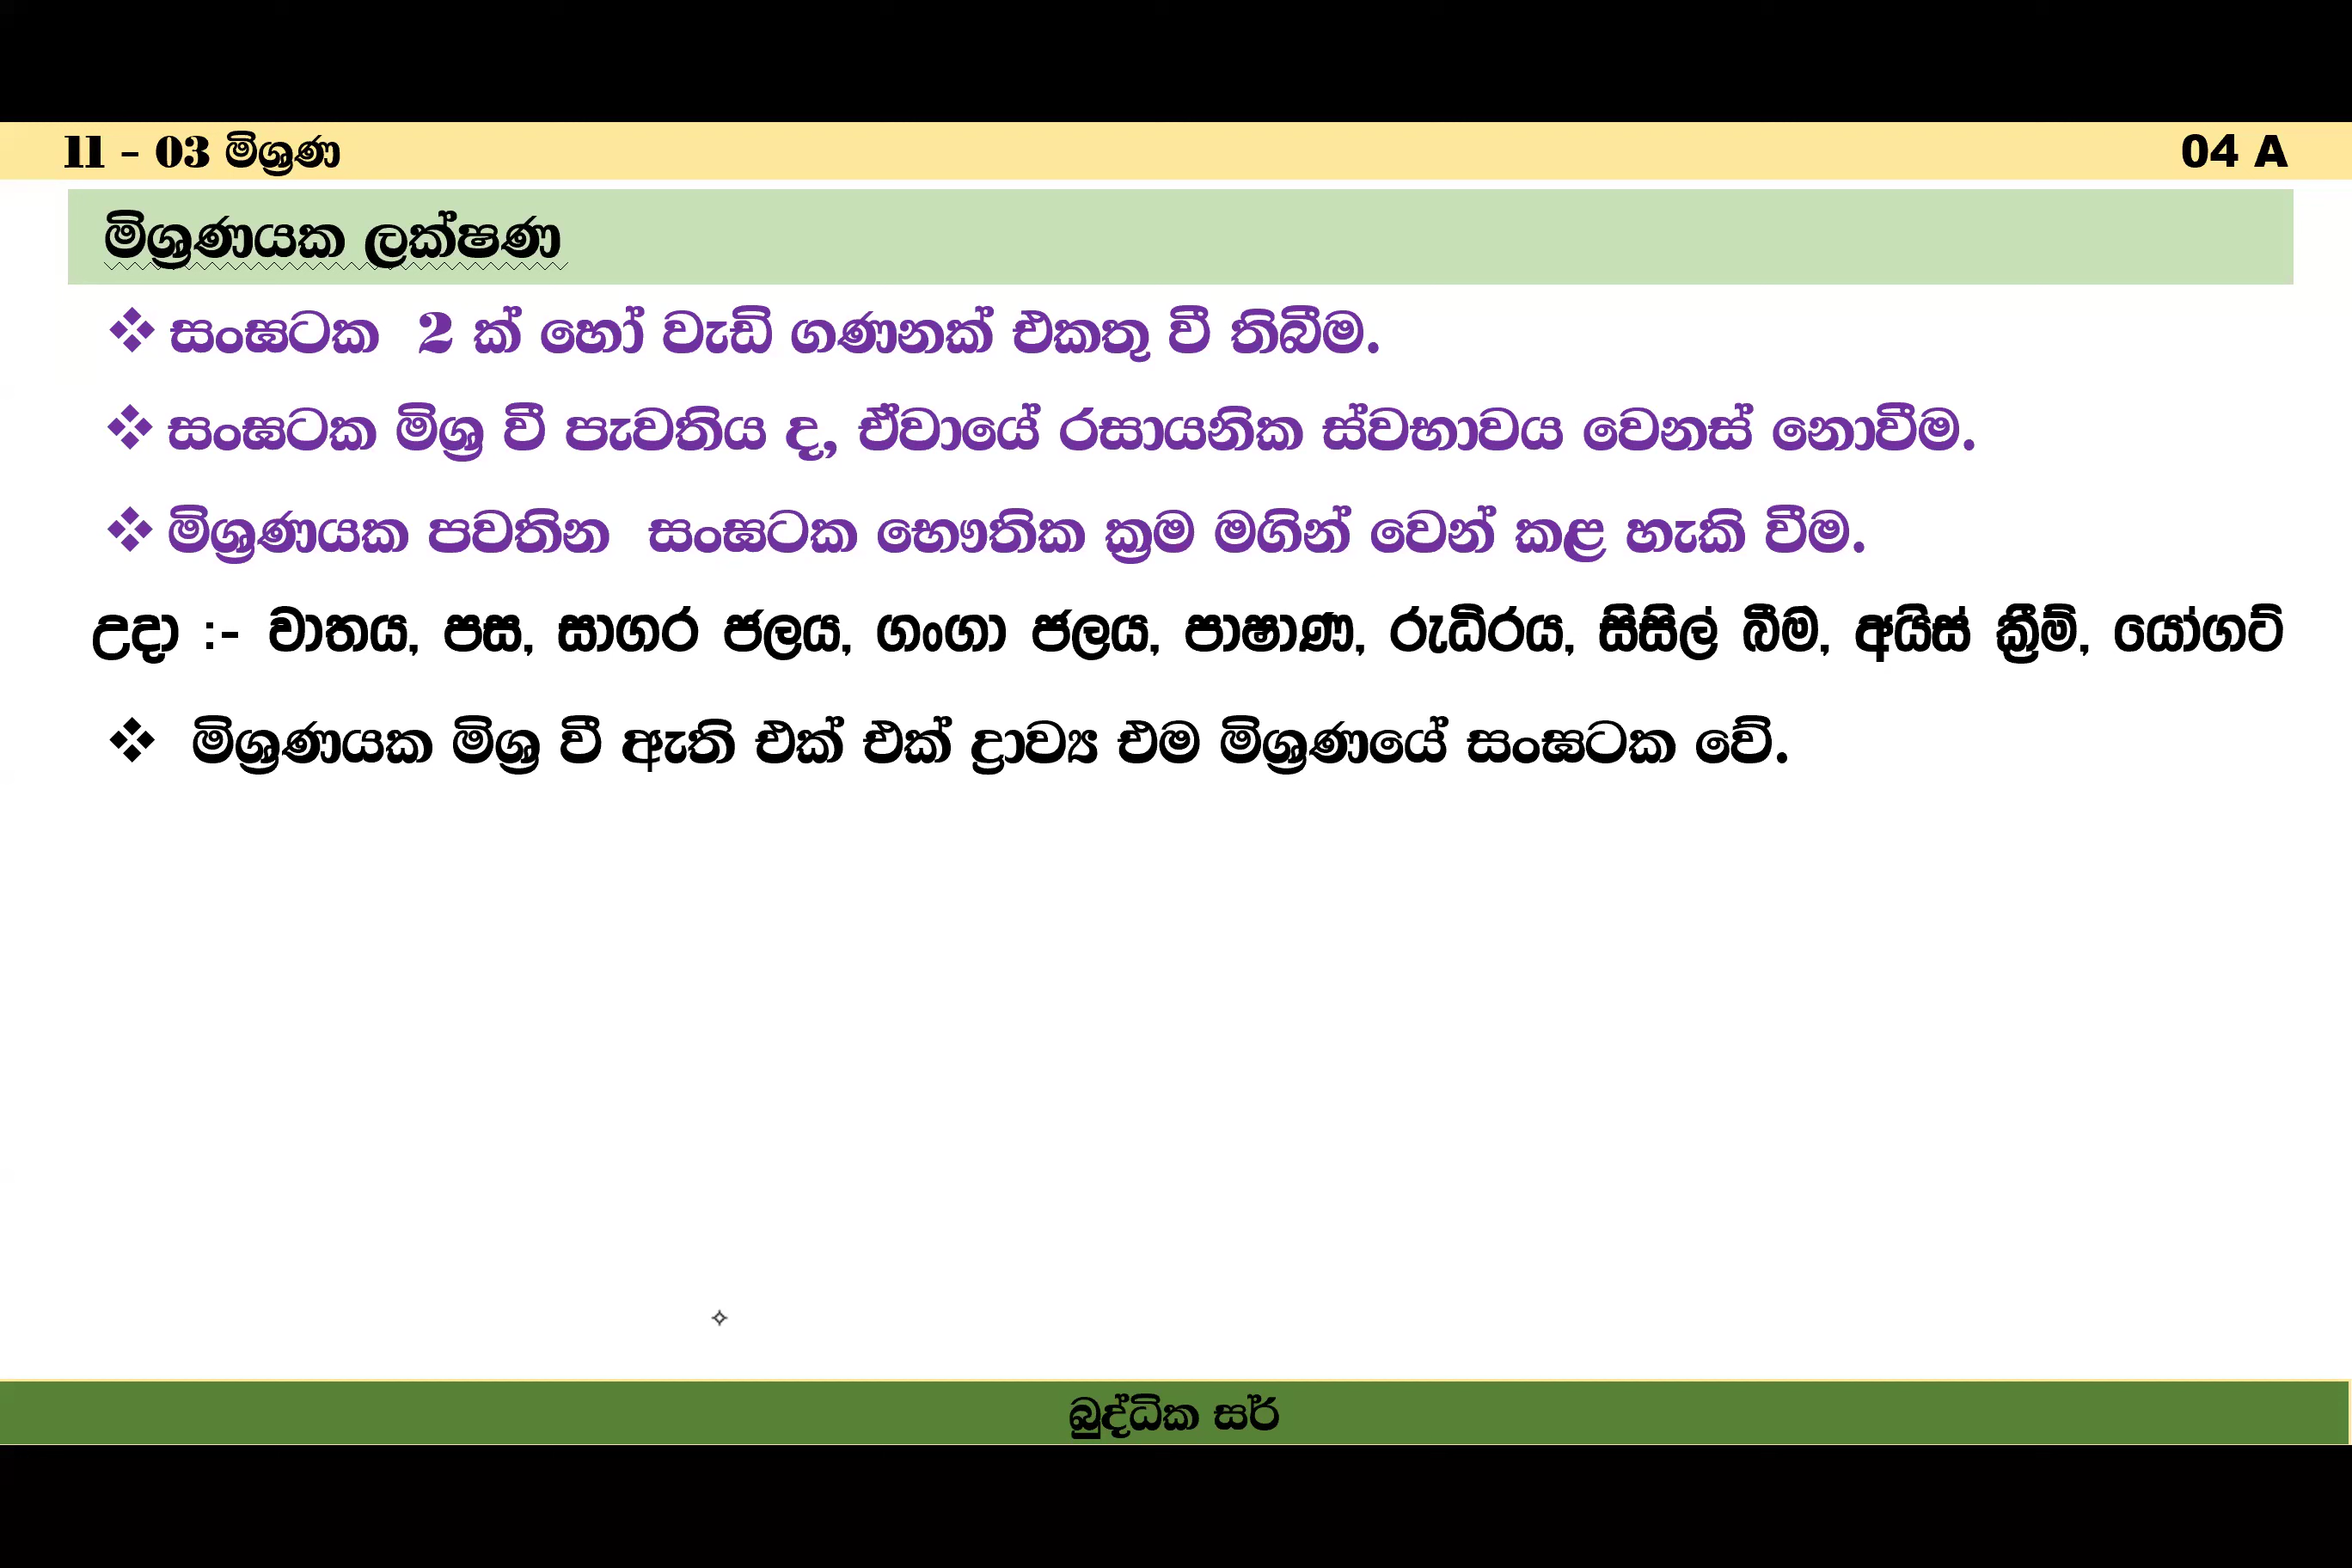 11 - 03 මිශ්‍රණ
04 A
මිශ්‍රණයක ලක්ෂණ
❖ සංඝටක 2 ක් හෝ වැඩි ගණනක් එකතු වී තිබීම.
❖ සංඝටක මිශ්‍ර වී පැවතිය ද, ඒවායේ රසායනික ස්වභාවය වෙනස් නොවීම.
❖ මිශ්‍රණයක පවතින සංඝටක භෞතික ක්‍රම මගින් වෙන් කළ හැකි වීම.
උදා :- වාතය, පස, සාගර ජලය, ගංගා ජලය, පාෂාණ, රුධිරය, සිසිල් බීම, අයිස් ක්‍රීම්, යෝගට්
❖ මිශ්‍රණයක මිශ්‍ර වී ඇති එක් එක් ද්‍රාව්‍ය එම මිශ්‍රණයේ සංඝටක වේ.
බුද්ධික සර්